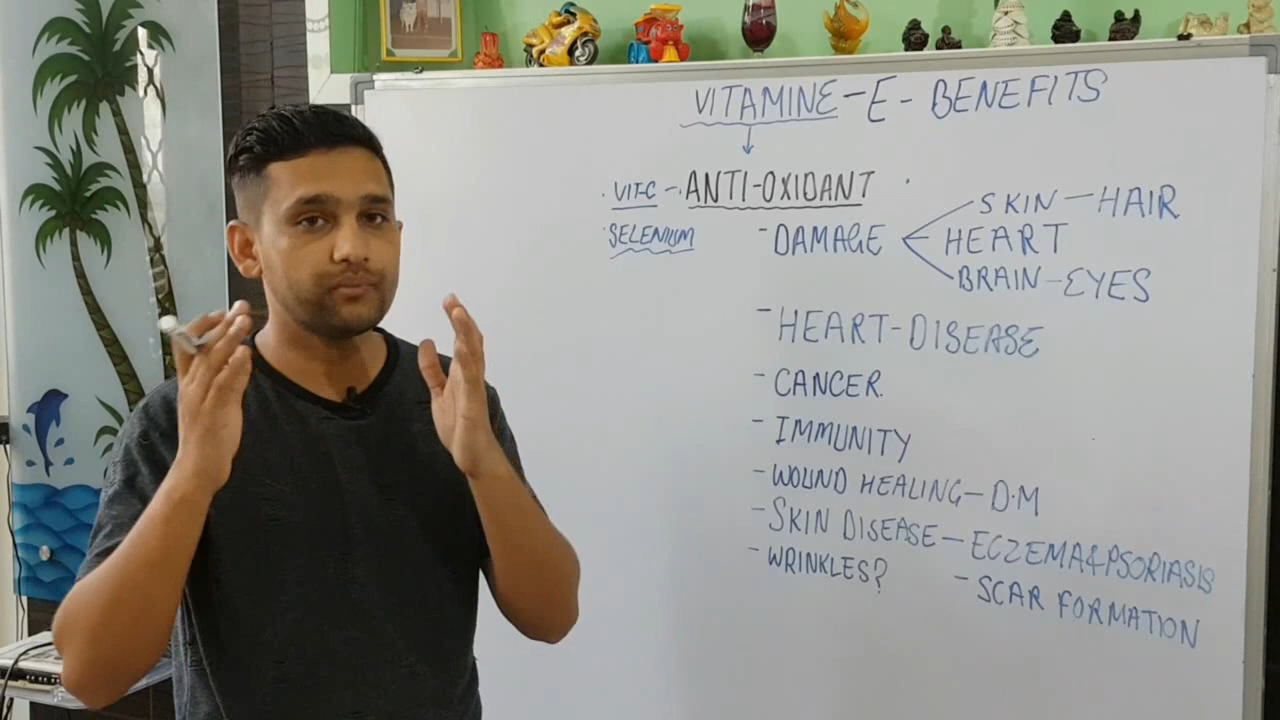 VITAMINE-E-BENEFITS
· VIT-C - · ANTI-OXIDANT ·
· SELENIUM
- DAMAGE
SKIN - HAIR
HEART
BRAIN - EYES
- HEART-DISEASE
- CANCER.
- IMMUNITY
- WOUND HEALING - D.M
- SKIN DISEASE - ECZEMA & PSORIASIS
- WRINKLES?
- SCAR FORMATION